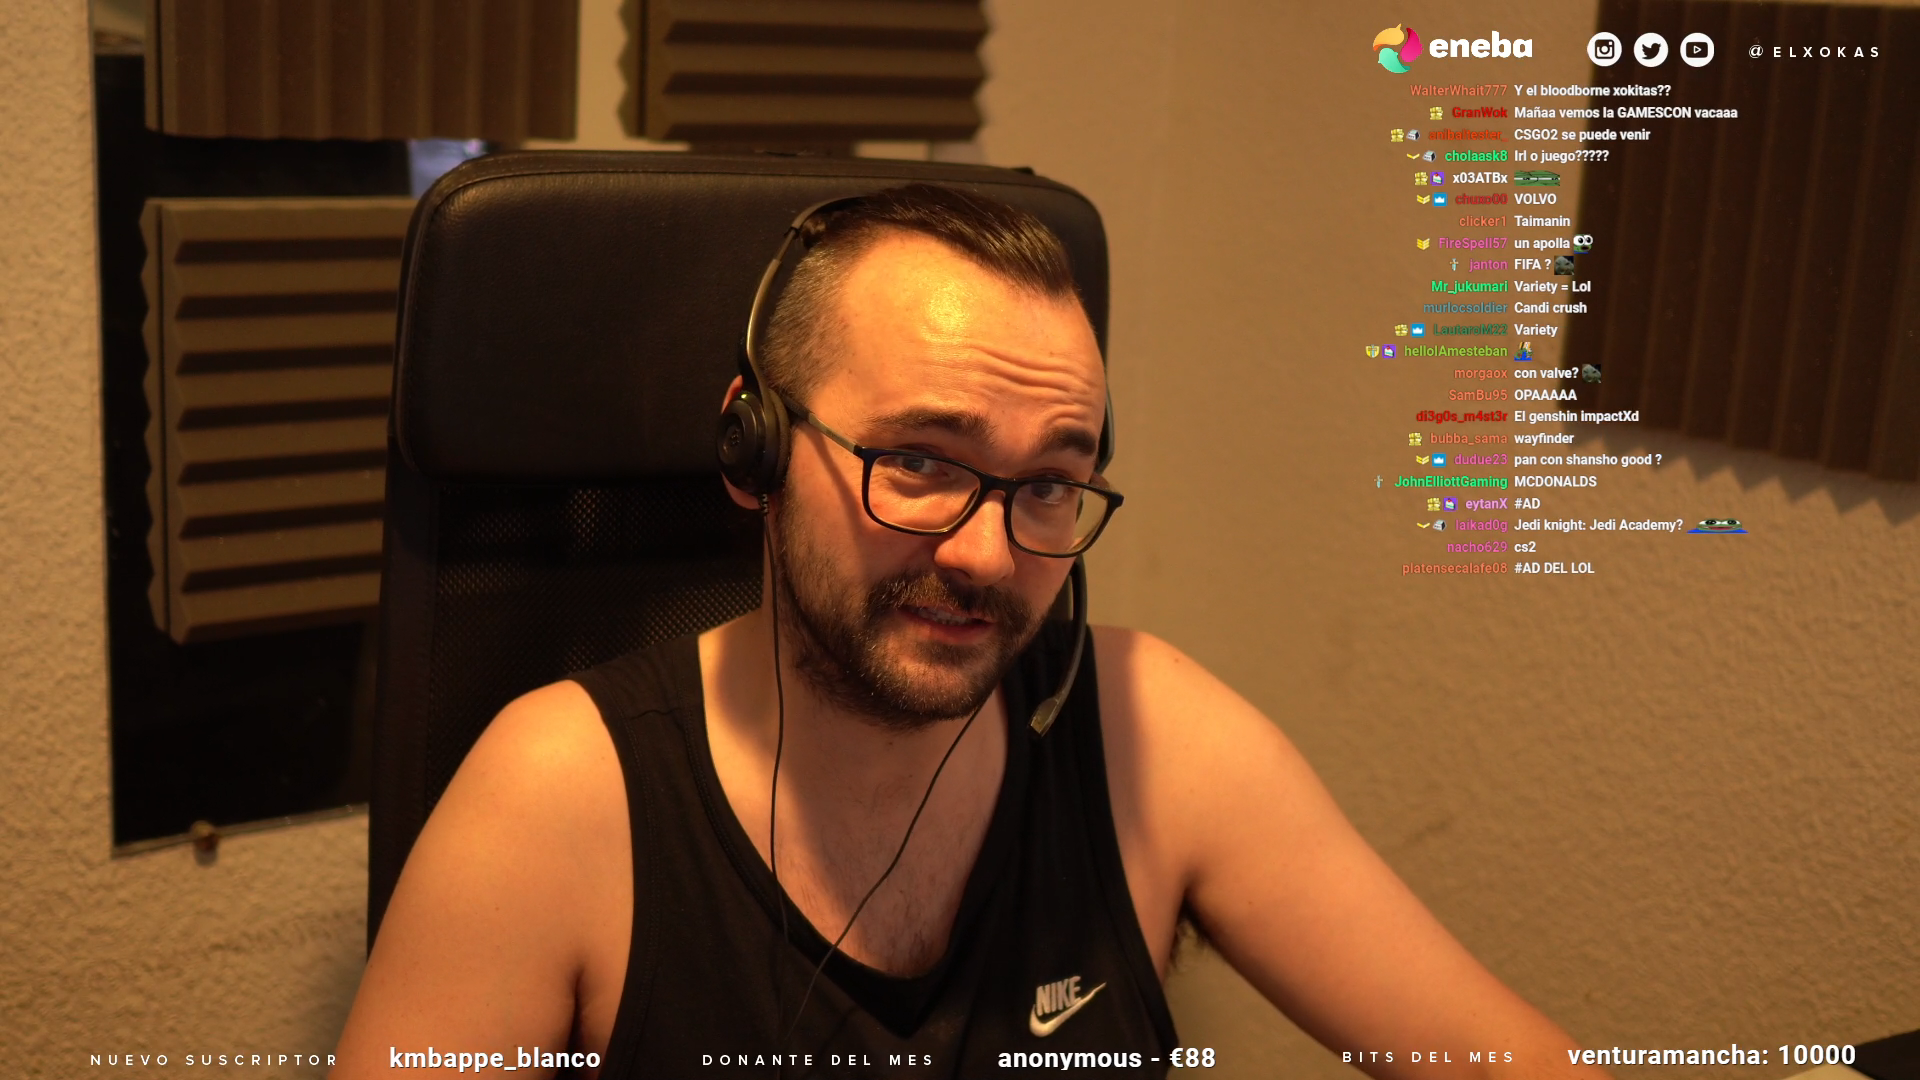 eneba
@ELXOKAS
WalterWhait777 Y el bloodborne xokitas??
GranWok Mañaa vemos la GAMESCON vacaaa
CSGO2 se puede venir
cholaask8 Irl o juego?????
x03ATBx
chuxo00 VOLVO
clicker1 Taimanin
FireSpell57 un apolla
janton FIFA ?
Mr_jukumari Variety = Lol
murlocsoldier Candi crush
LautaroM23 Variety
helloIAmesteban
morgaox con valve?
SamBu95 OPAAAAA
di3g0s_m4st3r El genshin impactXd
bubba_sama wayfinder
dudue23 pan con shansho good ?
JohnElliottGaming MCDONALDS
eytanX #AD
laikad0g Jedi knight: Jedi Academy?
nacho629 cs2
platensecalafe08 #AD DEL LOL
NIKE
NUEVO SUSCRIPTOR kmbappe_blanco DONANTE DEL MES anonymous - €88 BITS DEL MES venturamancha: 10000